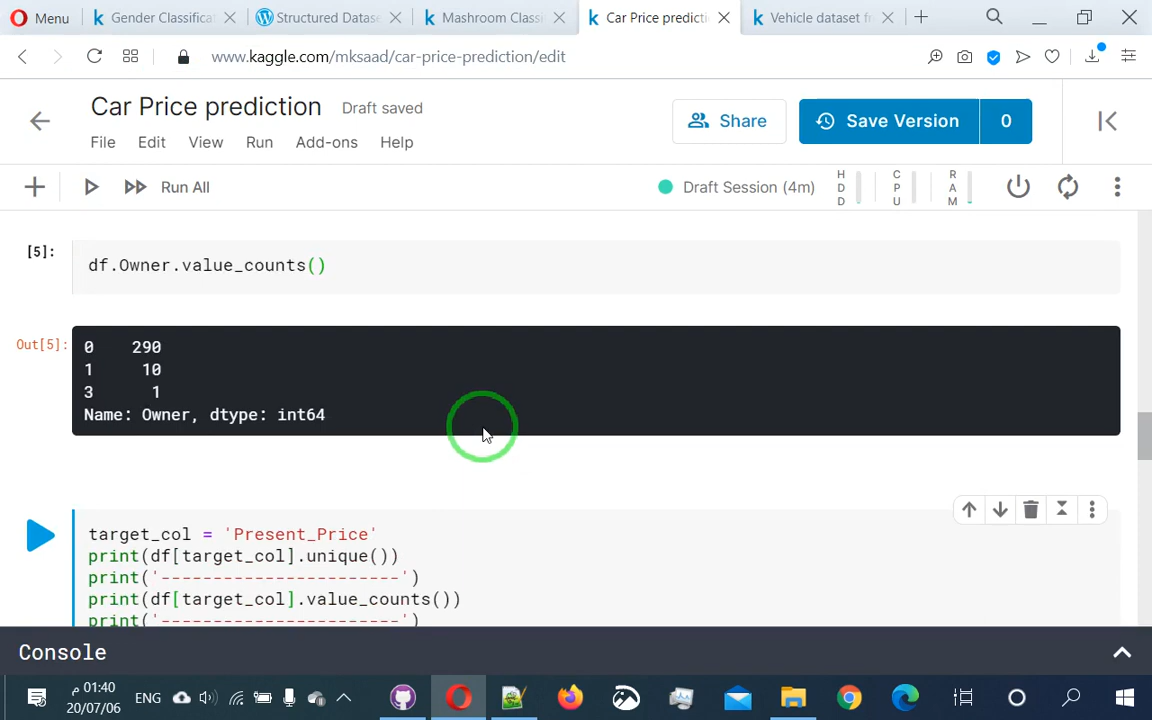 Menu
Gender Classificat
Structured Datase
Mashroom Classi
Car Price predicti
Vehicle dataset fr
www.kaggle.com/mksaad/car-price-prediction/edit
Car Price prediction
Draft saved
Share
Save Version
0
File
Edit
View
Run
Add-ons
Help
Run All
Draft Session (4m)
HDD
CPU
RAM
[5]:
df.Owner.value_counts()
Out[5]:
0 290
1 10
3 1
Name: Owner, dtype: int64
target_col = 'Present_Price'
print(df[target_col].unique())
print('-----------------------')
print(df[target_col].value_counts())
print('-----------------------')
Console
01:40 م
20/07/06
ENG